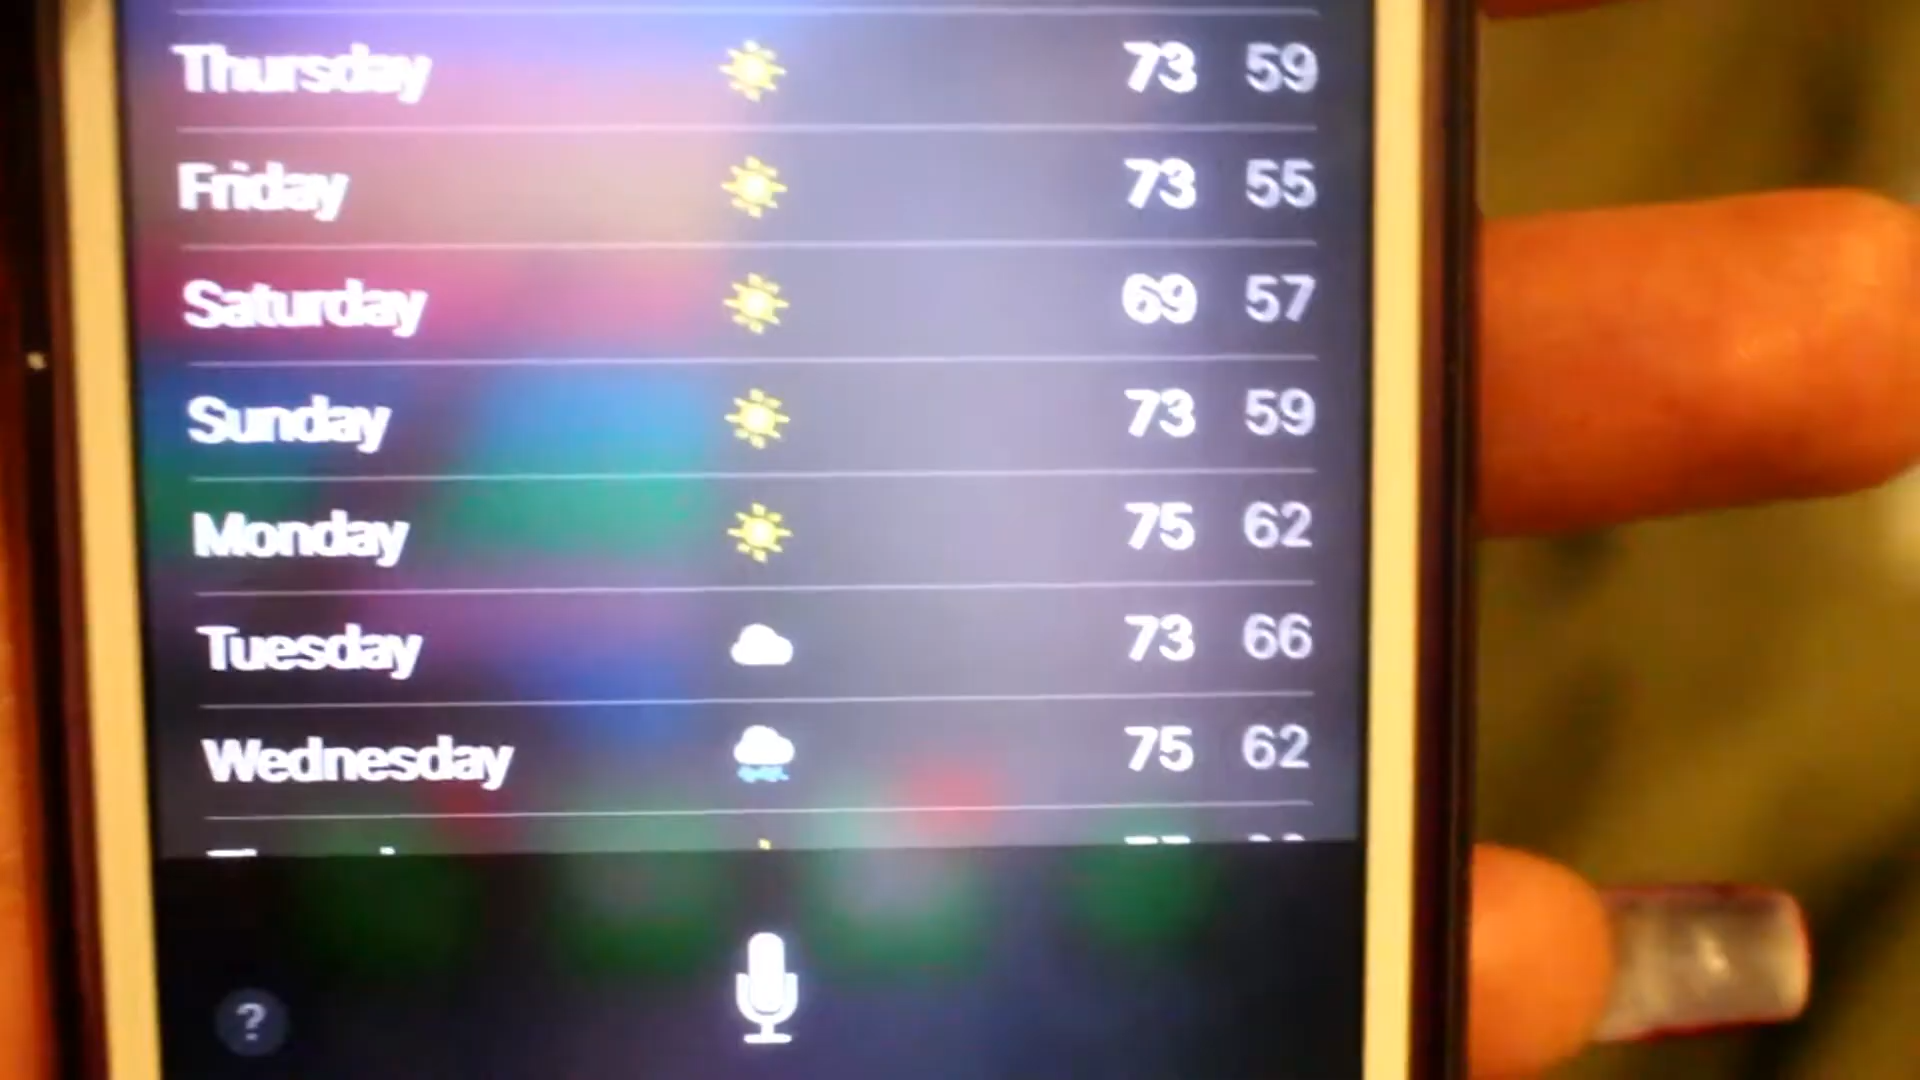 Thursday 73 59
Friday 73 55
Saturday 69 57
Sunday 73 59
Monday 75 62
Tuesday 73 66
Wednesday 75 62
?